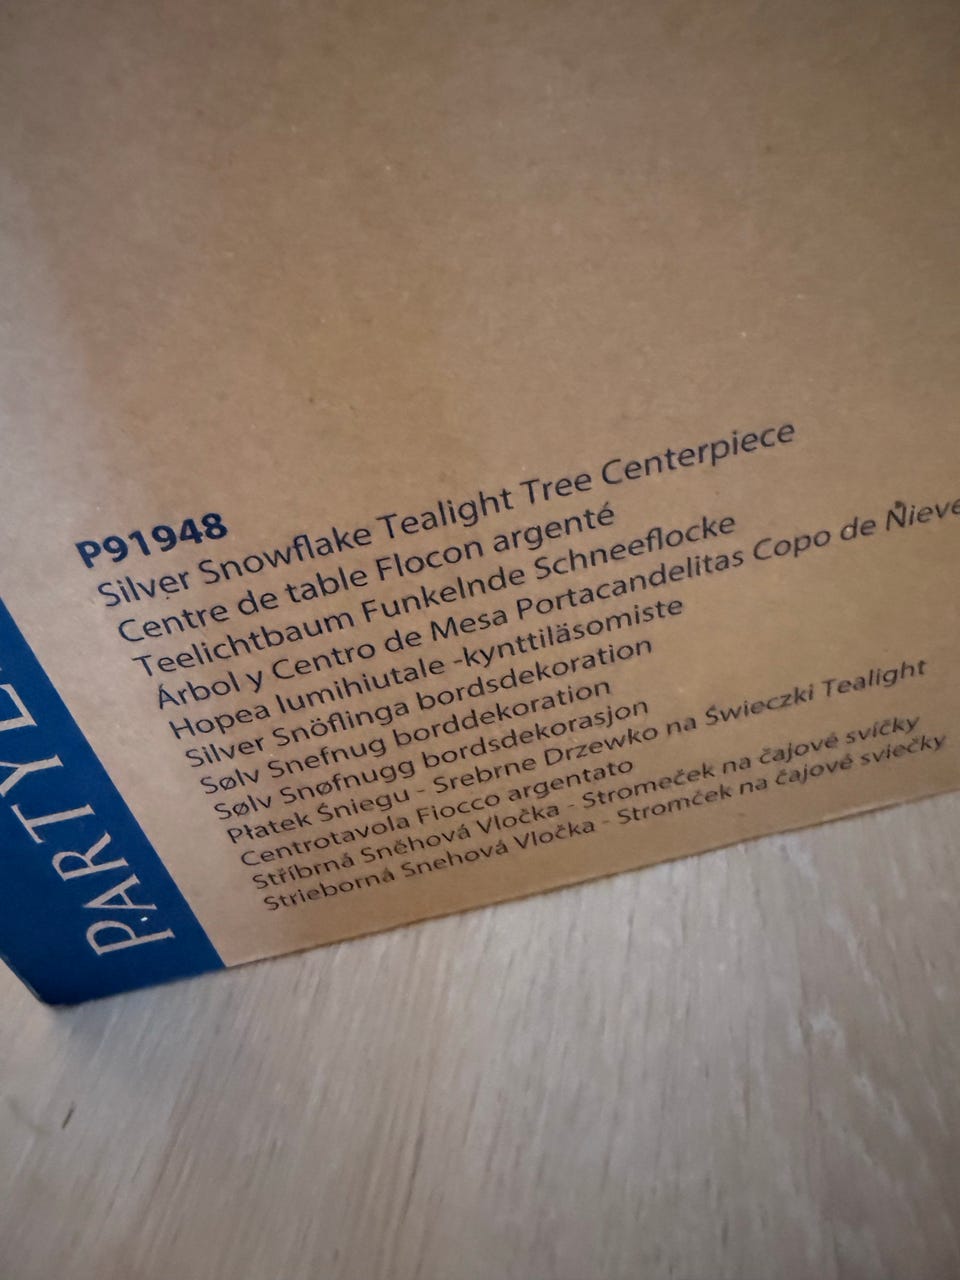 P91948
Silver Snowflake Tealight Tree Centerpiece
Centre de table Flocon argenté
Teelichtbaum Funkelnde Schneeflocke
Árbol y Centro de Mesa Portacandelitas Copo de Nieve
Hopea lumihiutale -kynttiläsomiste
Silver Snöflinga bordsdekoration
Sølv Snefnug borddekoration
Sølv Snøfnugg bordsdekorasjon
Płatek Śniegu - Srebrne Drzewko na Świeczki Tealight
Centrotavola Fiocco argentato
Stříbrná Sněhová Vločka - Stromeček na čajové svíčky
Strieborná Snehová Vločka - Stromček na čajové sviečky
PARTYL